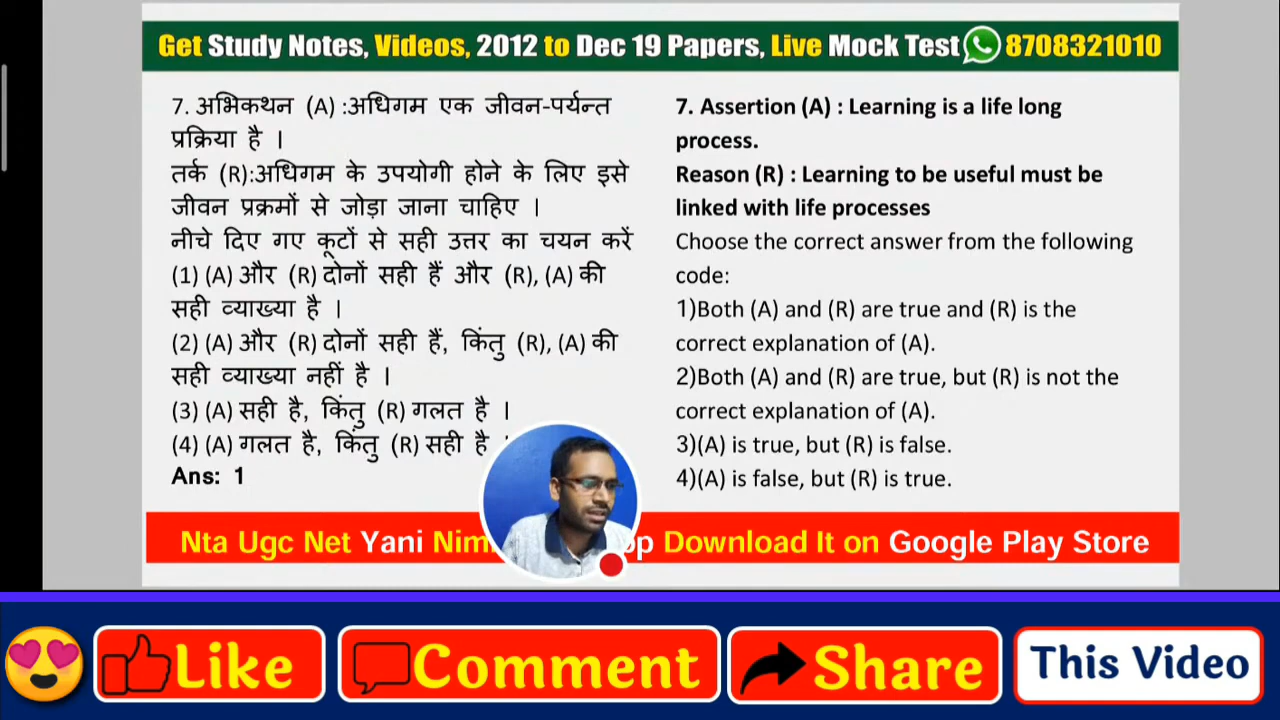 Get Study Notes, Videos, 2012 to Dec 19 Papers, Live Mock Test 8708321010
7. अभिकथन (A) :अधिगम एक जीवन-पर्यन्त
प्रक्रिया है ।
तर्क (R):अधिगम के उपयोगी होने के लिए इसे
जीवन प्रक्रमों से जोड़ा जाना चाहिए ।
नीचे दिए गए कूटों से सही उत्तर का चयन करें
(1) (A) और (R) दोनों सही हैं और (R), (A) की
सही व्याख्या है ।
(2) (A) और (R) दोनों सही हैं, किंतु (R), (A) की
सही व्याख्या नहीं है ।
(3) (A) सही है, किंतु (R) गलत है ।
(4) (A) गलत है, किंतु (R) सही है
Ans: 1
7. Assertion (A) : Learning is a life long
process.
Reason (R) : Learning to be useful must be
linked with life processes
Choose the correct answer from the following
code:
1)Both (A) and (R) are true and (R) is the
correct explanation of (A).
2)Both (A) and (R) are true, but (R) is not the
correct explanation of (A).
3)(A) is true, but (R) is false.
4)(A) is false, but (R) is true.
Nta Ugc Net Yani Download It on Google Play Store
Like Comment Share This Video